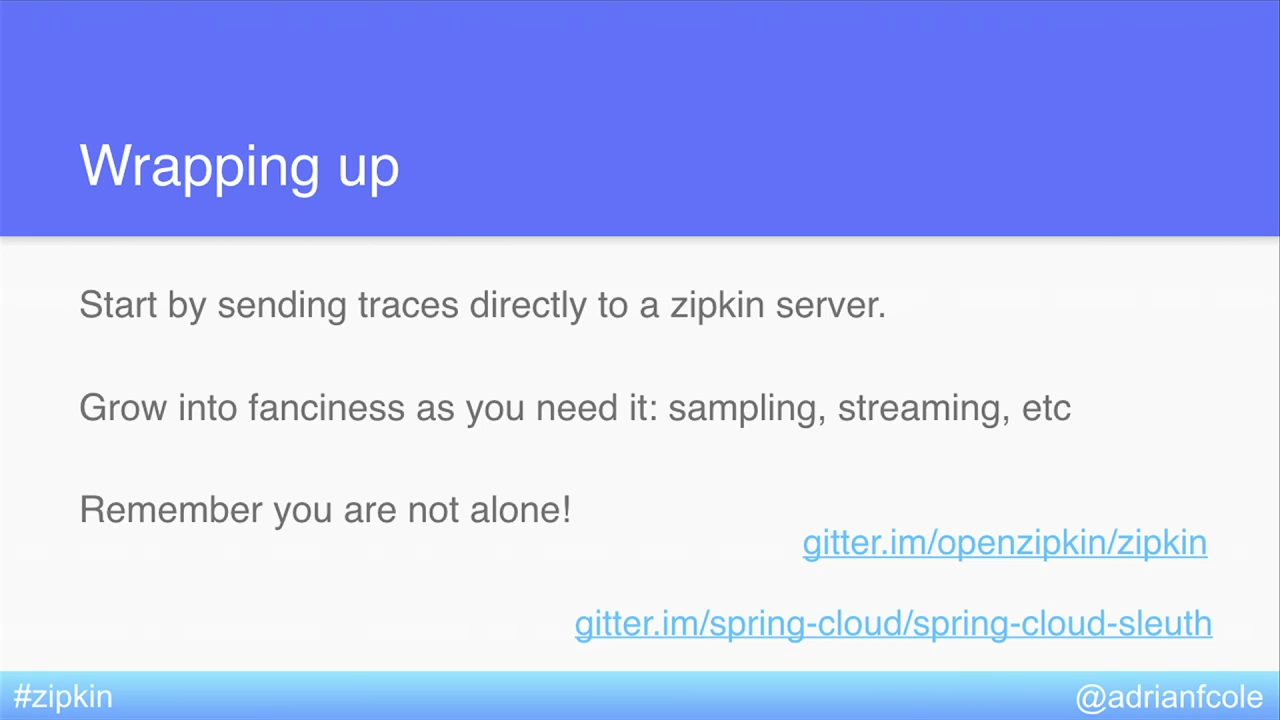 Wrapping up
Start by sending traces directly to a zipkin server.
Grow into fanciness as you need it: sampling, streaming, etc
Remember you are not alone!
gitter.im/openzipkin/zipkin
gitter.im/spring-cloud/spring-cloud-sleuth
#zipkin
@adrianfcole